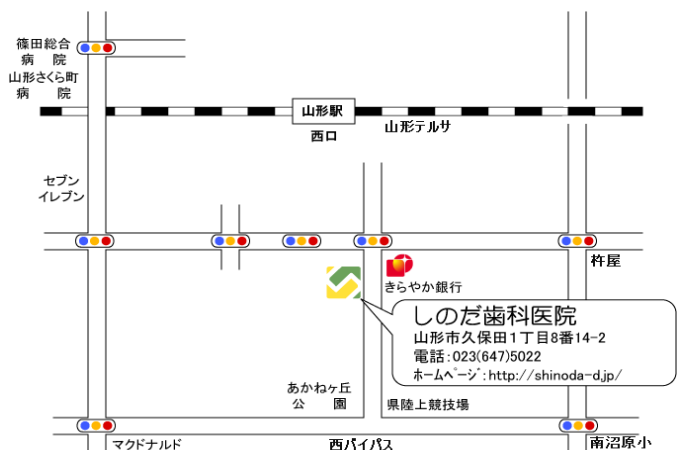 篠田総合
病　院
山形さくら町
病　院
山形駅
西口
山形テルサ
セブン
イレブン
杵屋
きらやか銀行
しのだ歯科医院
山形市久保田1丁目8番14-2
電話:023(647)5022
ホームページ:http://shinoda-d.jp/
あかねヶ丘
公　園
県陸上競技場
マクドナルド
西バイパス
南沼原小